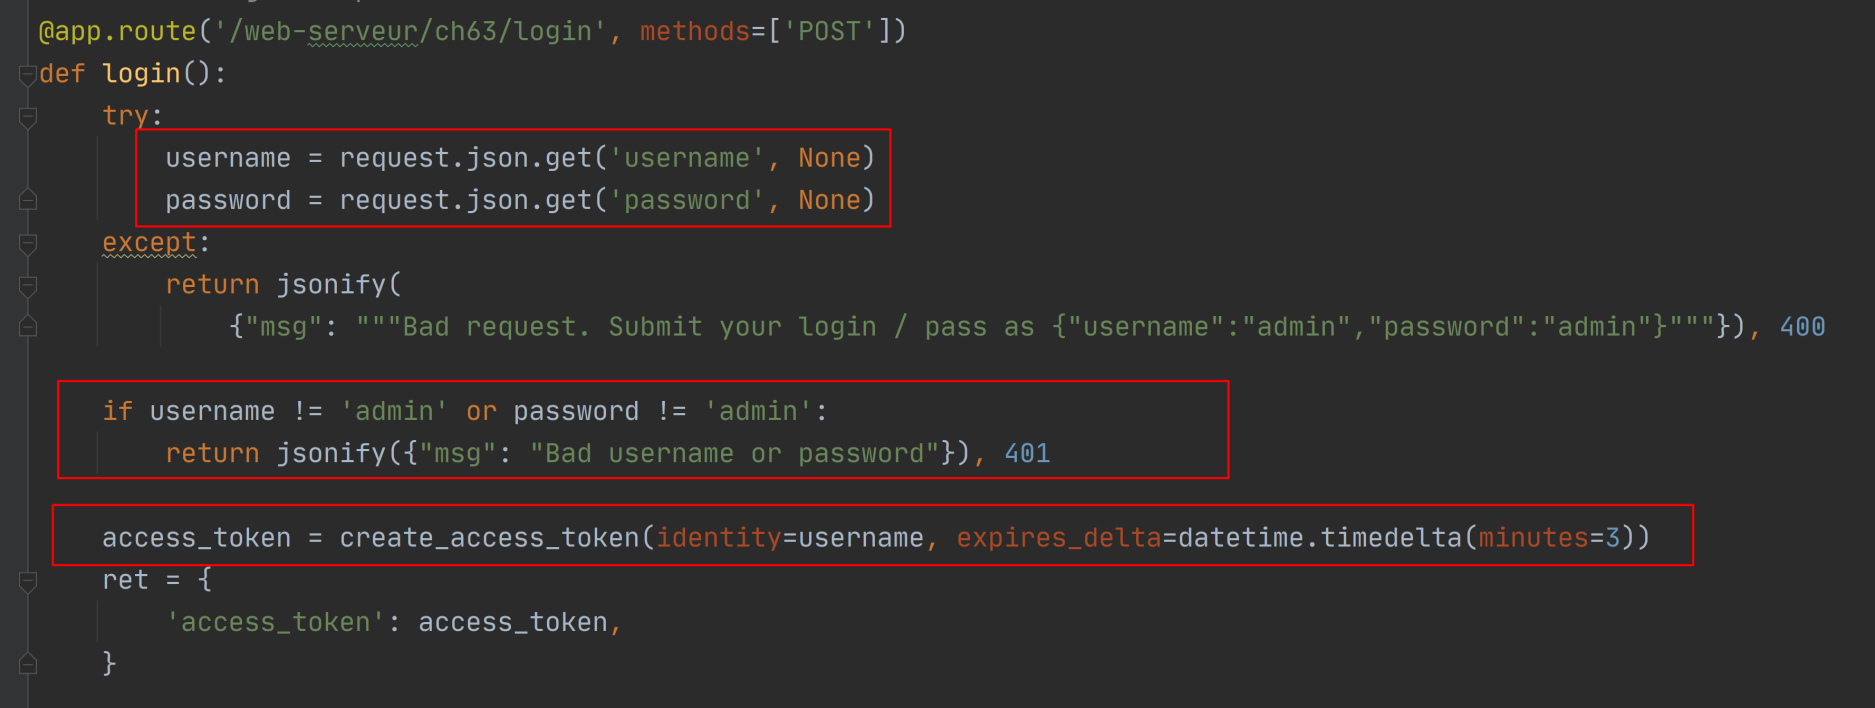 @app.route('/web-serveur/ch63/login', methods=['POST'])
def login():
    try:
        username = request.json.get('username', None)
        password = request.json.get('password', None)
    except:
        return jsonify(
            {"msg": """Bad request. Submit your login / pass as {"username":"admin","password":"admin"}"""}), 400
    if username != 'admin' or password != 'admin':
        return jsonify({"msg": "Bad username or password"}), 401
    access_token = create_access_token(identity=username, expires_delta=datetime.timedelta(minutes=3))
    ret = {
        'access_token': access_token,
    }